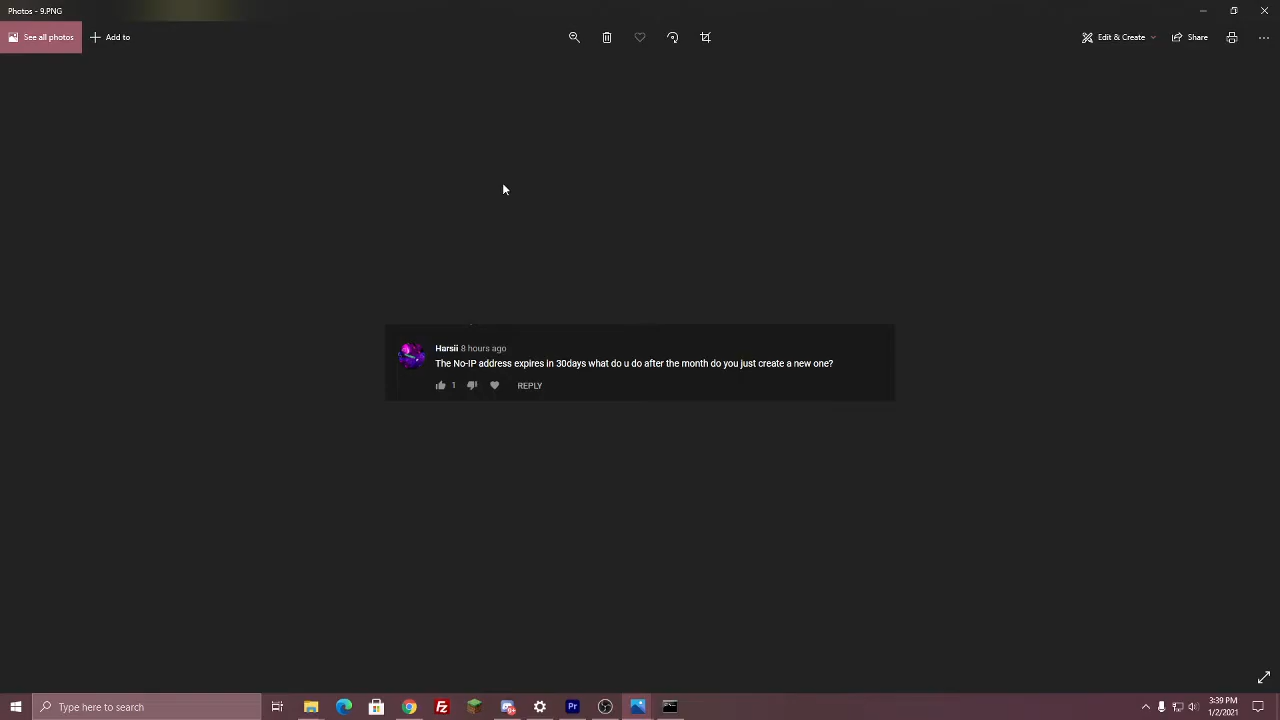 Photos - 9.PNG
See all photos
Add to
Edit & Create
Share
Harsii 8 hours ago
The No-IP address expires in 30days what do u do after the month do you just create a new one?
1
REPLY
Type here to search
Fz
Pr
3:39 PM
1/2/2021